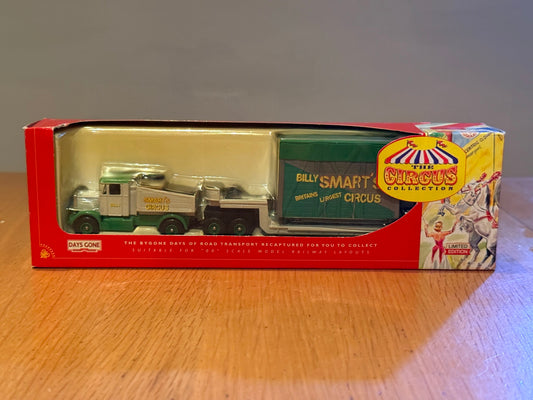 THE
CIRCUS
COLLECTION
BILLY SMART'S
BRITAINS LARGEST CIRCUS
SMART'S
CIRCUS
DAYS GONE
THE BYGONE DAYS OF ROAD TRANSPORT RECAPTURED FOR YOU TO COLLECT
SUITABLE FOR "00" SCALE MODEL RAILWAY LAYOUTS
LIMITED
EDITION